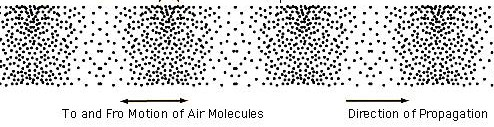 To and Fro Motion of Air Molecules Direction of Propagation